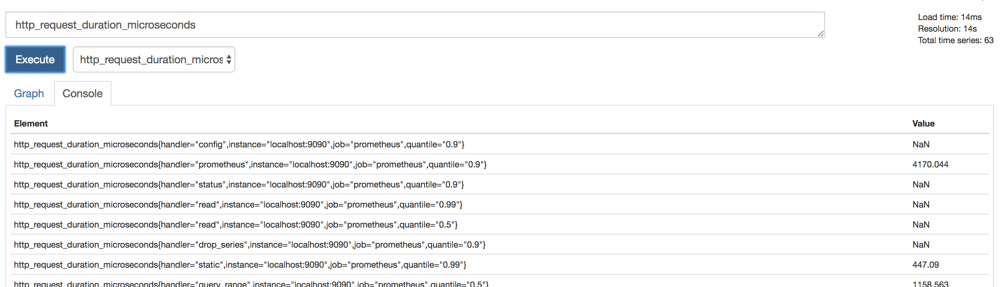 http_request_duration_microseconds
Load time: 14ms
Resolution: 14s
Total time series: 63
Execute
http_request_duration_micros
Graph
Console
Element Value
http_request_duration_microseconds{handler="config",instance="localhost:9090",job="prometheus",quantile="0.9"} NaN
http_request_duration_microseconds{handler="prometheus",instance="localhost:9090",job="prometheus",quantile="0.9"} 4170.044
http_request_duration_microseconds{handler="status",instance="localhost:9090",job="prometheus",quantile="0.9"} NaN
http_request_duration_microseconds{handler="read",instance="localhost:9090",job="prometheus",quantile="0.99"} NaN
http_request_duration_microseconds{handler="read",instance="localhost:9090",job="prometheus",quantile="0.5"} NaN
http_request_duration_microseconds{handler="drop_series",instance="localhost:9090",job="prometheus",quantile="0.9"} NaN
http_request_duration_microseconds{handler="static",instance="localhost:9090",job="prometheus",quantile="0.99"} 447.09
http_request_duration_microseconds{handler="query_range",instance="localhost:9090",job="prometheus",quantile="0.5"} 1158.563